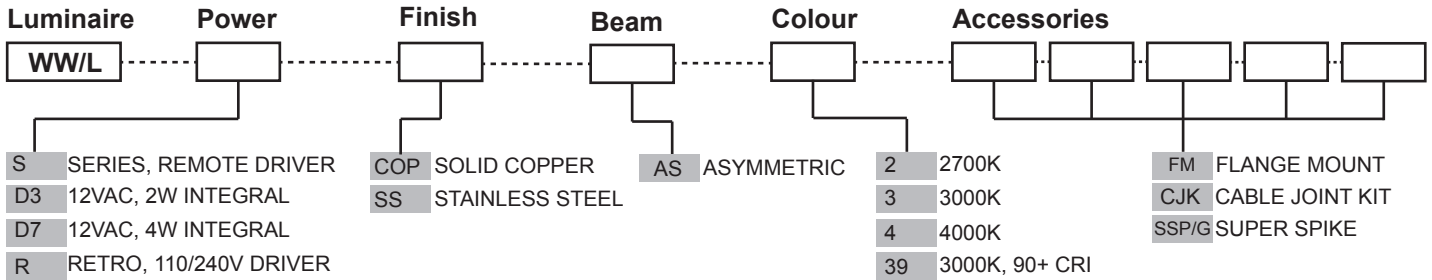 Luminaire Power Finish Beam Colour Accessories
WW/L
S SERIES, REMOTE DRIVER
D3 12VAC, 2W INTEGRAL
D7 12VAC, 4W INTEGRAL
R RETRO, 110/240V DRIVER
COP SOLID COPPER
SS STAINLESS STEEL
AS ASYMMETRIC
2 2700K
3 3000K
4 4000K
39 3000K, 90+ CRI
FM FLANGE MOUNT
CJK CABLE JOINT KIT
SSP/G SUPER SPIKE